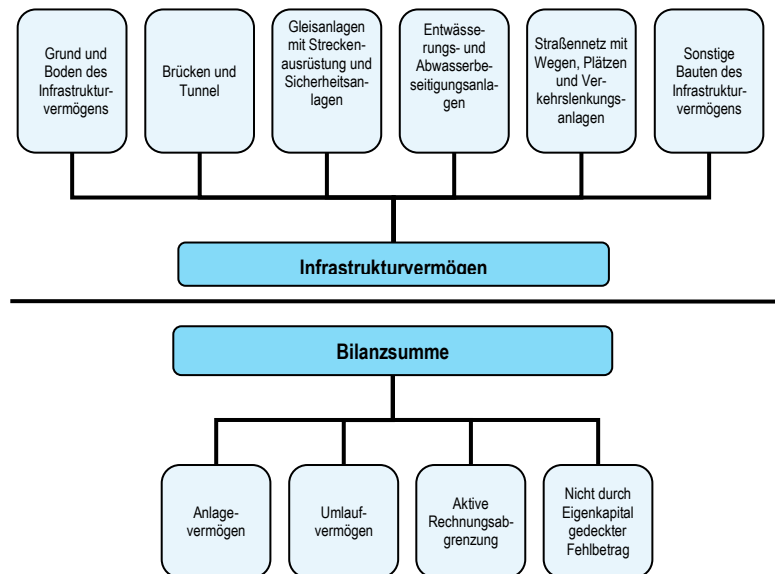 Grund und
Boden des
Infrastruktur-
vermögens
Brücken und
Tunnel
Gleisanlagen
mit Strecken-
ausrüstung und
Sicherheitsan-
lagen
Entwässe-
rungs- und
Abwasserbe-
seitigungsanla-
gen
Straßennetz mit
Wegen, Plätzen
und Ver-
kehrslenkungs-
anlagen
Sonstige
Bauten des
Infrastruktur-
vermögens
Infrastrukturvermögen
Bilanzsumme
Anlage-
vermögen
Umlauf-
vermögen
Aktive
Rechnungsab-
grenzung
Nicht durch
Eigenkapital
gedeckter
Fehlbetrag